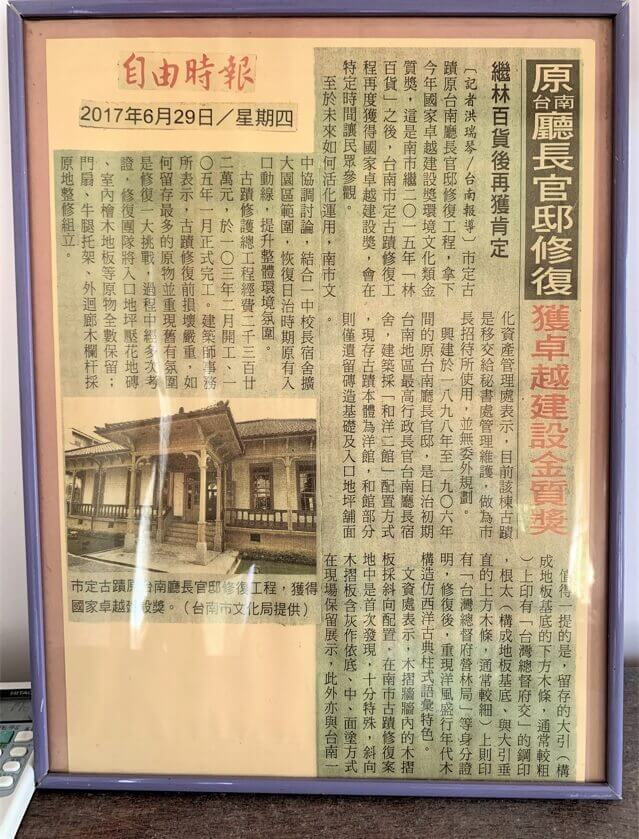 自由時報
2017年6月29日／星期四
原台南廳長官邸修復 獲卓越建設金質獎
繼林百貨後再獲肯定
〔記者洪瑞琴／台南報導〕市定古
蹟原台南廳長官邸修復工程，拿下
今年國家卓越建設獎環境文化類金
質獎，這是南市繼二○一五年「林
百貨」之後，台南市定古蹟修復工
程再度獲得國家卓越建設獎，會在
特定時間讓民眾參觀。
至於未來如何活化運用，南市文
化資產管理處表示，目前該棟古蹟
是移交給秘書處管理維護，做為市
長招待所使用，並無委外規劃。
興建於一八九八年至一九○六年
間的原台南廳長官邸，是日治初期
台南地區最高行政長官台南廳長宿
舍，建築採「和洋二館」配置方式
，現存古蹟本體為洋館，和館部分
則僅遺留磚造基礎及入口地坪舖面
。
值得一提的是，留存的大引（構
成地板基底的下方木條，通常較粗
）上印有「台灣總督府交」的鋼印
，根太（構成地板基底、與大引垂
直的上方木條，通常較細）上則印
有「台灣總督府營林局」等身分證
明，修復後，重現洋風盛行年代木
構造仿西洋古典柱式語彙特色。
文資處表示，木摺牆牆內的木摺
板採斜向配置，在南市古蹟修復案
地中是首次發現，十分特殊，斜向
木摺板含灰作依底、中、面塗方式
在現場保留展示，此外亦與台南一
中協調討論，結合一中校長宿舍擴
大園區範圍，恢復日治時期原有入
口動線，提升整體環境氛圍。
古蹟修護總工程經費二千三百廿
二萬元，於一○三年二月開工、一
○五年一月正式完工。建築師事務
所表示，古蹟修復前損壞嚴重，如
何留存最多的原物並重現舊有氛圍
是修復一大挑戰，過程中經多次考
證，修復團隊將入口地坪壓花地磚
、室內檜木地板等原物全數保留；
門扇、牛腿托架、外迴廊木欄杆採
原地整修組立。
市定古蹟原台南廳長官邸修復工程，獲得
國家卓越建設獎。（台南市文化局提供）